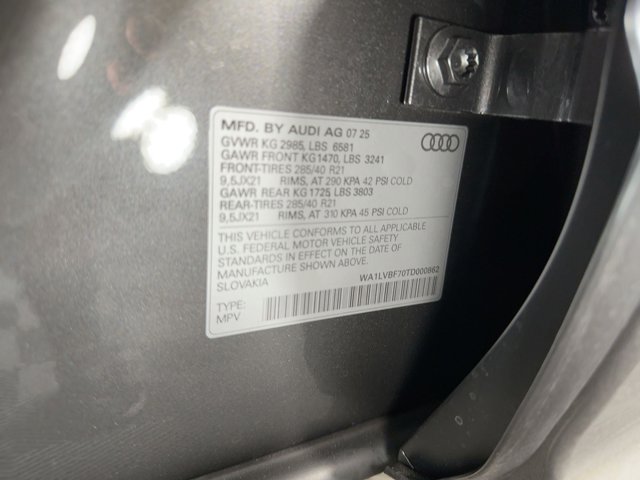 MFD. BY AUDI AG 07 25
GVWR KG 2985, LBS 6581
GAWR FRONT KG1470, LBS 3241
FRONT-TIRES 285/40 R21
9,5JX21 RIMS, AT 290 KPA 42 PSI COLD
GAWR REAR KG 1725, LBS 3803
REAR-TIRES 285/40 R21
9,5JX21 RIMS, AT 310 KPA 45 PSI COLD
THIS VEHICLE CONFORMS TO ALL APPLICABLE
U.S. FEDERAL MOTOR VEHICLE SAFETY
STANDARDS IN EFFECT ON THE DATE OF
MANUFACTURE SHOWN ABOVE.
SLOVAKIA
WA1LVBF70TD000862
TYPE:
MPV